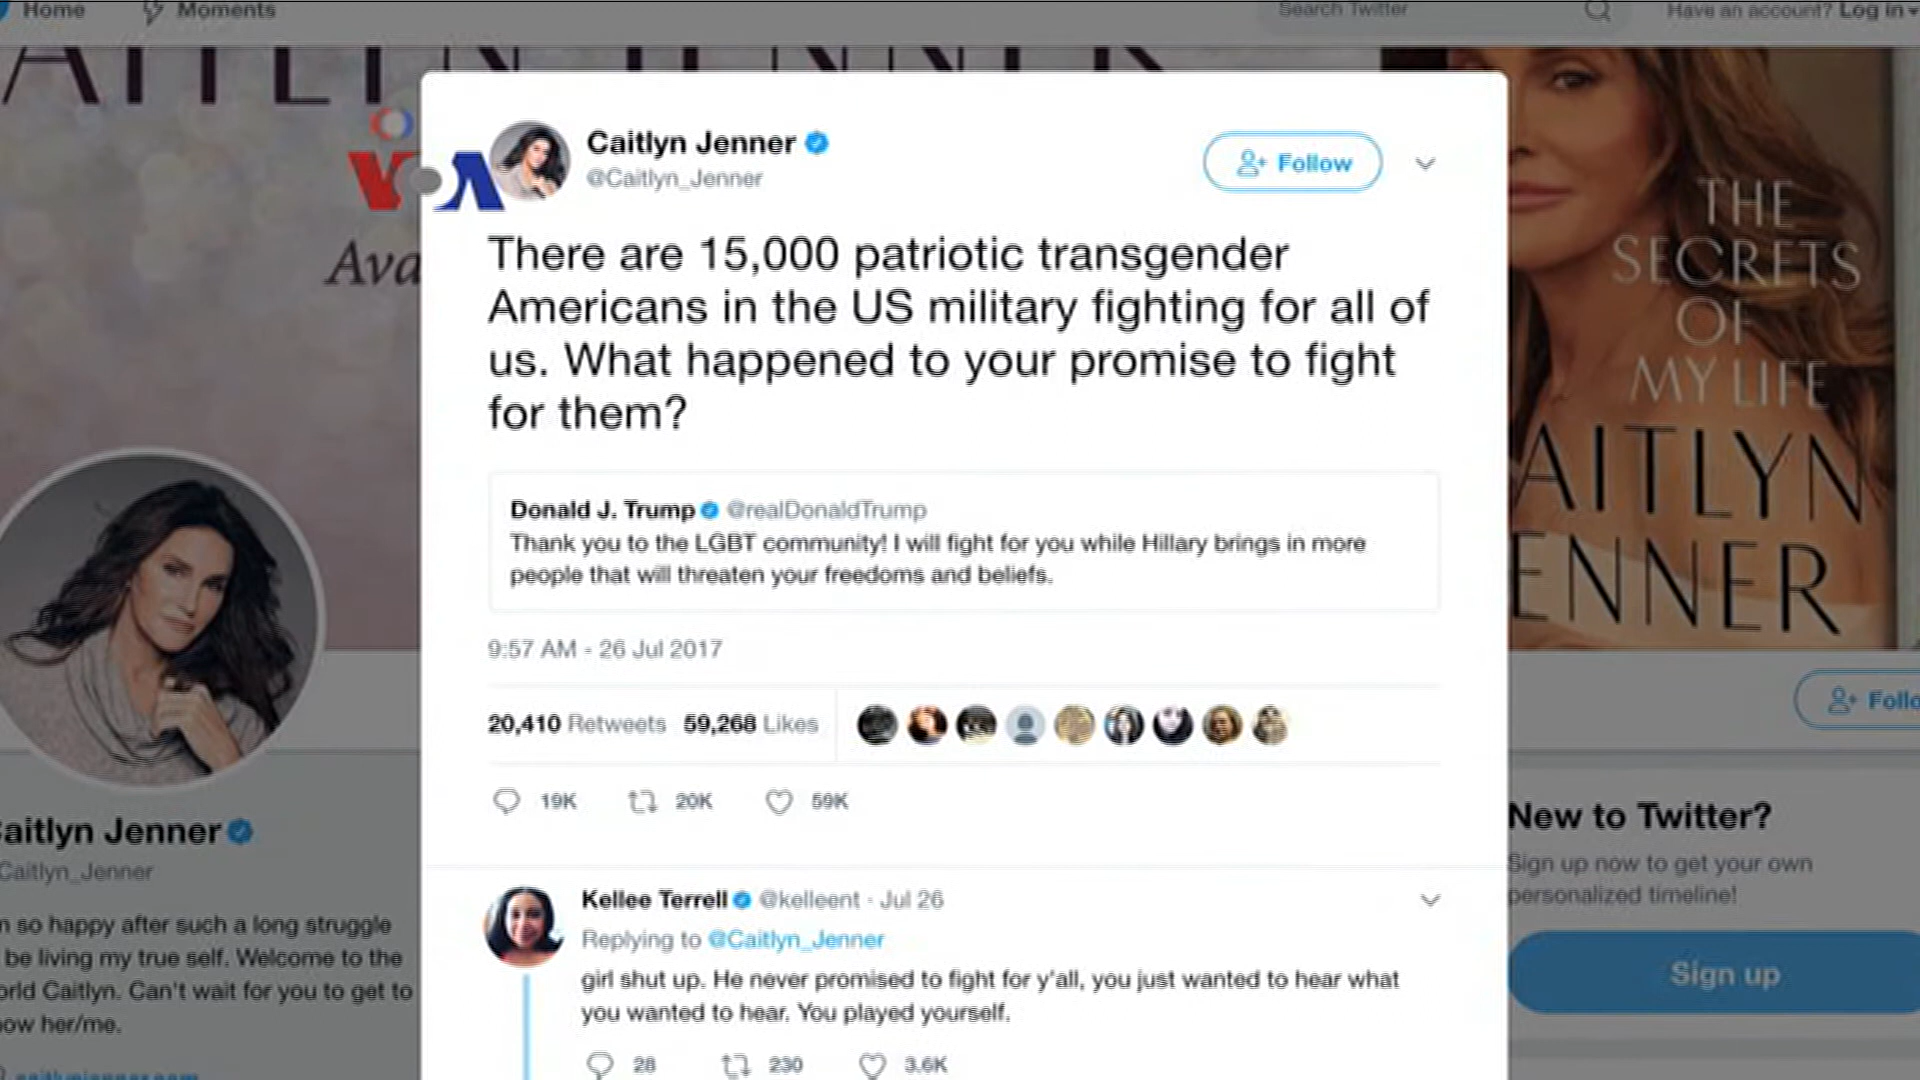 Home
Moments
Search Twitter
Have an account? Log in
AITLYN JENNER
VOA
Ava
Caitlyn Jenner
@Caitlyn_Jenner
Follow
There are 15,000 patriotic transgender
Americans in the US military fighting for all of
us. What happened to your promise to fight
for them?
Donald J. Trump @realDonaldTrump
Thank you to the LGBT community! I will fight for you while Hillary brings in more
people that will threaten your freedoms and beliefs.
9:57 AM - 26 Jul 2017
20,410 Retweets 59,268 Likes
19K 20K 59K
Kellee Terrell @kelleent · Jul 26
Replying to @Caitlyn_Jenner
girl shut up. He never promised to fight for y'all, you just wanted to hear what
you wanted to hear. You played yourself.
28 230 3.6K
aitlyn Jenner
Caitlyn_Jenner
m so happy after such a long struggle
be living my true self. Welcome to the
orld Caitlyn. Can't wait for you to get to
ow her/me.
caitlynjenner.com
THE
SECRETS
OF
MY LIFE
AITLYN
ENNER
Follo
New to Twitter?
Sign up now to get your own
personalized timeline!
Sign up